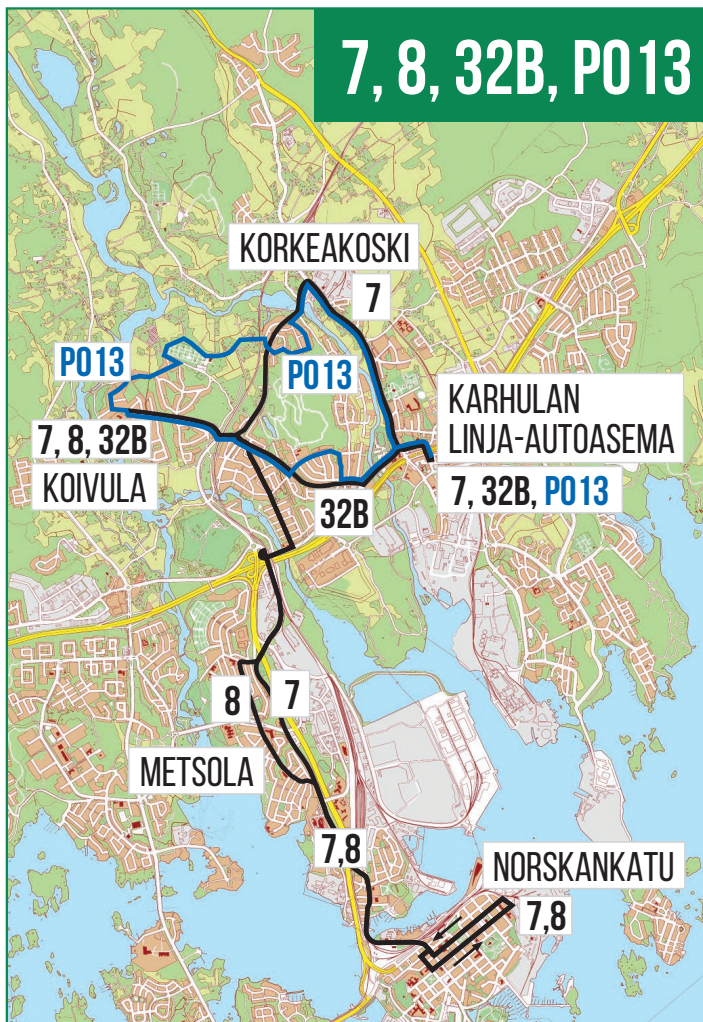 7, 8, 32B, P013
KORKEAKOSKI
7
P013
P013
KARHULAN
LINJA-AUTOASEMA
7, 8, 32B
KOIVULA
7, 32B, P013
32B
8
7
METSOLA
7,8
NORSKANKATU
7,8